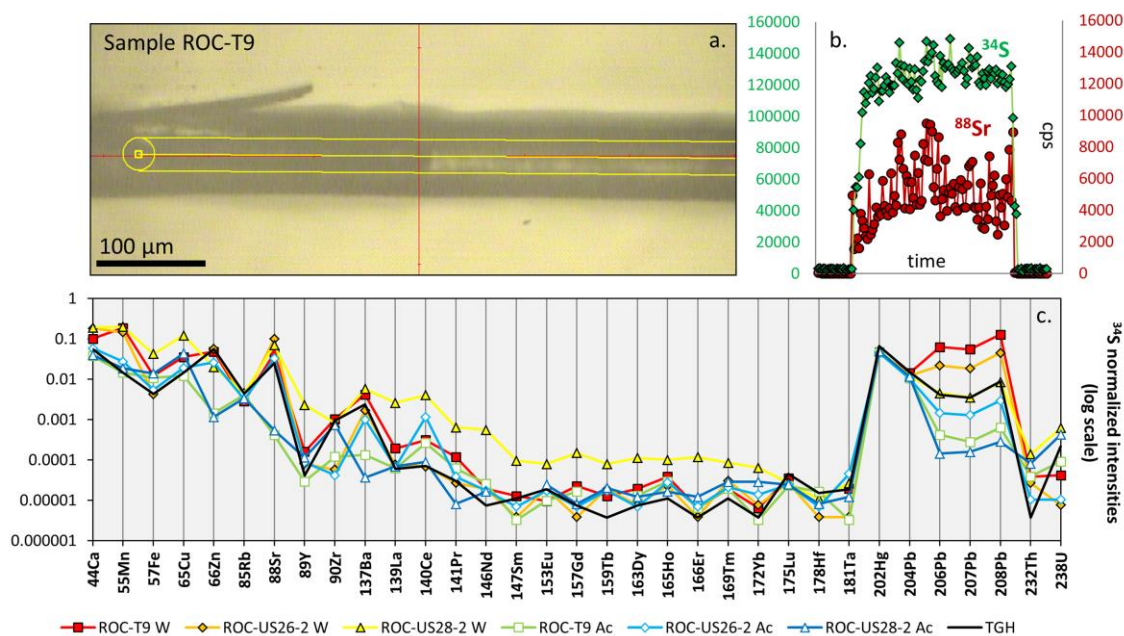 Sample ROC-T9
a.
100 µm
b.
160000
140000
120000
100000
80000
60000
40000
20000
0
³⁴S
⁸⁸Sr
time
16000
14000
12000
10000
8000
6000
4000
2000
0
cps
c.
1
0.1
0.01
0.001
0.0001
0.00001
0.000001
³⁴S normalized intensities
(log scale)
44Ca
55Mn
57Fe
65Cu
66Zn
85Rb
88Sr
89Y
90Zr
137Ba
139La
140Ce
141Pr
146Nd
147Sm
153Eu
157Gd
159Tb
163Dy
165Ho
166Er
169Tm
172Yb
175Lu
178Hf
181Ta
202Hg
204Pb
206Pb
207Pb
208Pb
232Th
238U
ROC-T9 W ROC-US26-2 W ROC-US28-2 W ROC-T9 Ac ROC-US26-2 Ac ROC-US28-2 Ac TGH